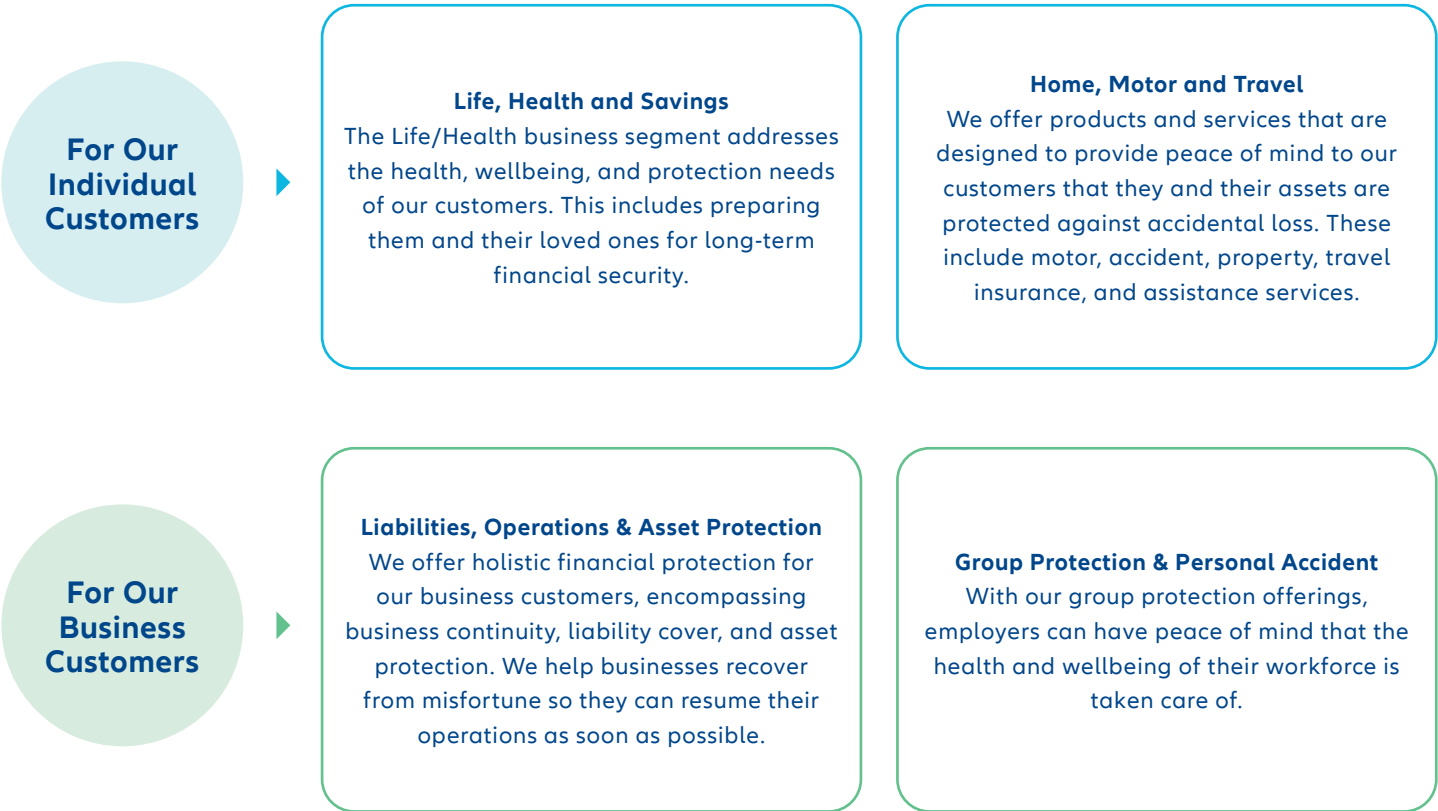 For Our
Individual
Customers
Life, Health and Savings
The Life/Health business segment addresses
the health, wellbeing, and protection needs
of our customers. This includes preparing
them and their loved ones for long-term
financial security.
Home, Motor and Travel
We offer products and services that are
designed to provide peace of mind to our
customers that they and their assets are
protected against accidental loss. These
include motor, accident, property, travel
insurance, and assistance services.
For Our
Business
Customers
Liabilities, Operations & Asset Protection
We offer holistic financial protection for
our business customers, encompassing
business continuity, liability cover, and asset
protection. We help businesses recover
from misfortune so they can resume their
operations as soon as possible.
Group Protection & Personal Accident
With our group protection offerings,
employers can have peace of mind that the
health and wellbeing of their workforce is
taken care of.